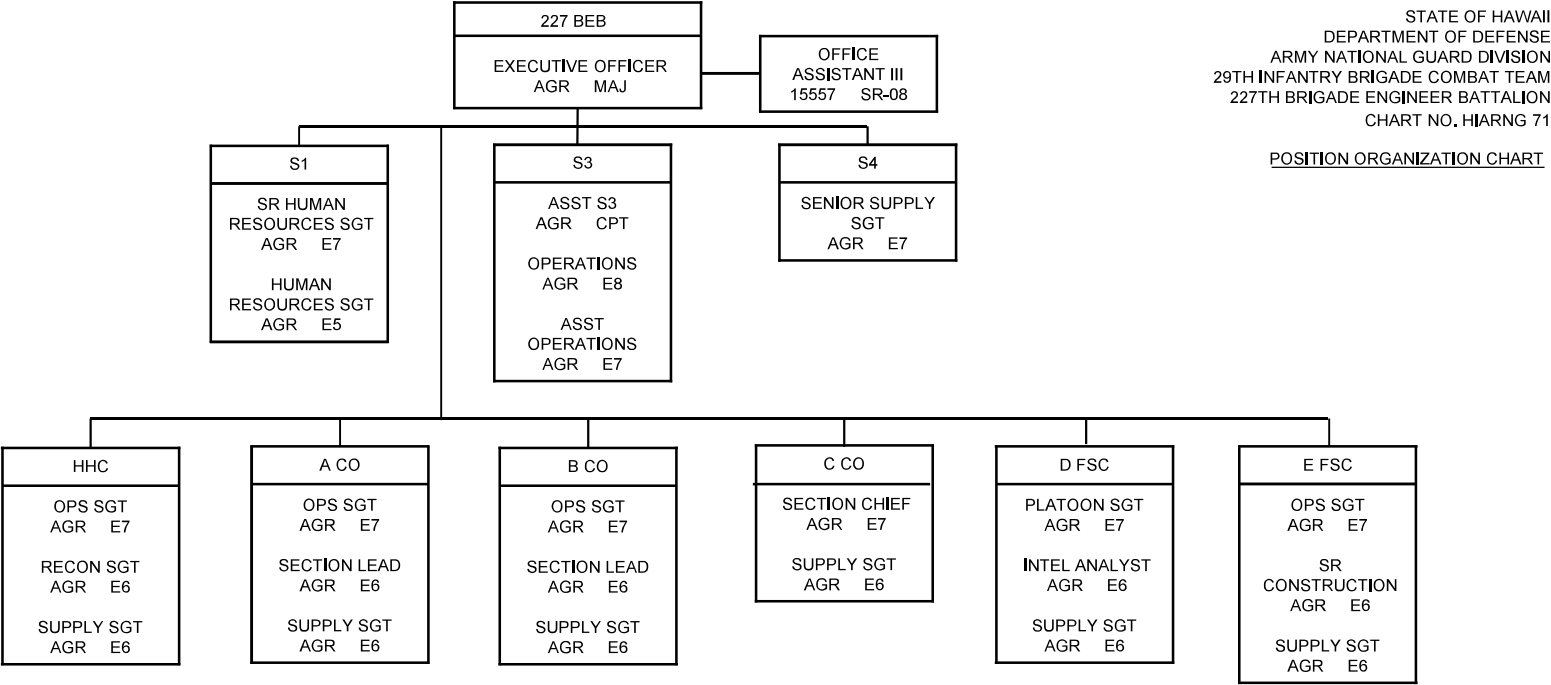 STATE OF HAWAII
DEPARTMENT OF DEFENSE
ARMY NATIONAL GUARD DIVISION
29TH INFANTRY BRIGADE COMBAT TEAM
227TH BRIGADE ENGINEER BATTALION
CHART NO. HIARNG 71
POSITION ORGANIZATION CHART
227 BEB
EXECUTIVE OFFICER
AGR MAJ
OFFICE
ASSISTANT III
15557 SR-08
S1
SR HUMAN
RESOURCES SGT
AGR E7
HUMAN
RESOURCES SGT
AGR E5
S3
ASST S3
AGR CPT
OPERATIONS
AGR E8
ASST
OPERATIONS
AGR E7
S4
SENIOR SUPPLY
SGT
AGR E7
HHC
OPS SGT
AGR E7
RECON SGT
AGR E6
SUPPLY SGT
AGR E6
A CO
OPS SGT
AGR E7
SECTION LEAD
AGR E6
SUPPLY SGT
AGR E6
B CO
OPS SGT
AGR E7
SECTION LEAD
AGR E6
SUPPLY SGT
AGR E6
C CO
SECTION CHIEF
AGR E7
SUPPLY SGT
AGR E6
D FSC
PLATOON SGT
AGR E7
INTEL ANALYST
AGR E6
SUPPLY SGT
AGR E6
E FSC
OPS SGT
AGR E7
SR
CONSTRUCTION
AGR E6
SUPPLY SGT
AGR E6